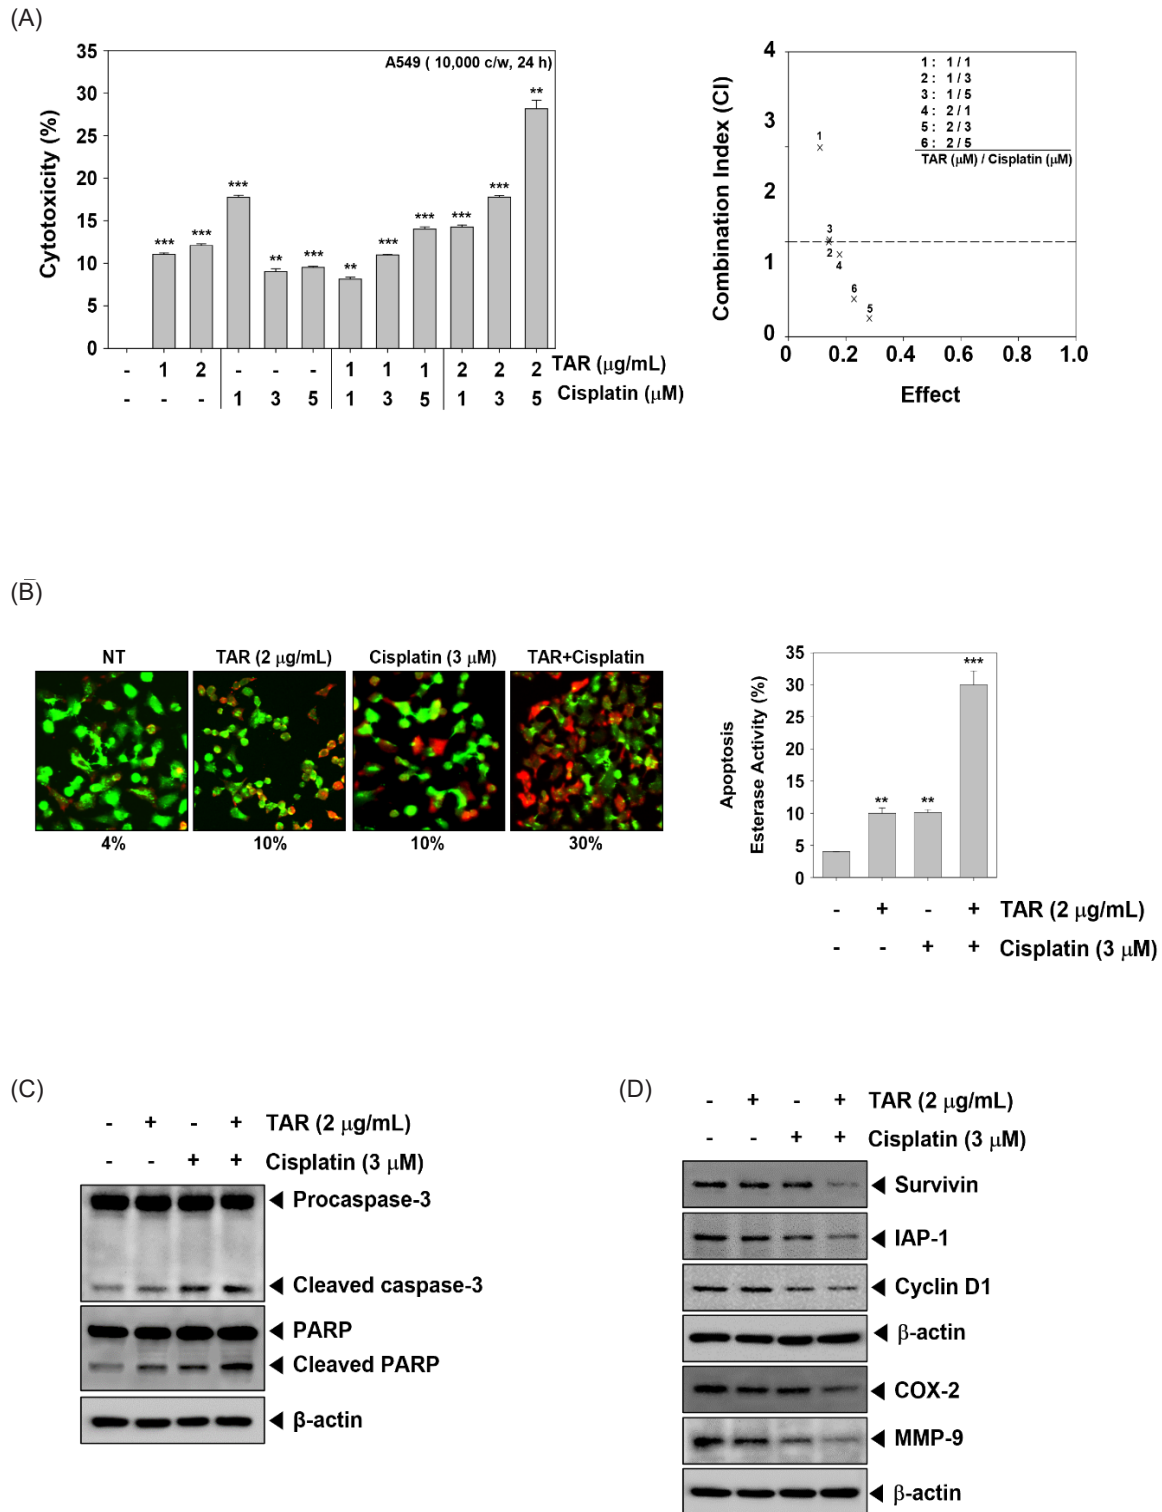 (A)
35
30
25
20
15
10
5
0
Cytotoxicity (%)
A549 ( 10,000 c/w, 24 h)
*** *** *** ** *** ** *** *** *** *** **
- 1 2 - - - 1 1 1 2 2 2 TAR (μg/mL)
- - - 1 3 5 1 3 5 1 3 5 Cisplatin (μM)
4
3
2
1
0
Combination Index (CI)
1 : 1 / 1
2 : 1 / 3
3 : 1 / 5
4 : 2 / 1
5 : 2 / 3
6 : 2 / 5
TAR (μM) / Cisplatin (μM)
1
3
2
4
6
5
0 0.2 0.4 0.6 0.8 1.0
Effect
(B)
NT TAR (2 μg/mL) Cisplatin (3 μM) TAR+Cisplatin
4% 10% 10% 30%
35
30
25
20
15
10
5
0
Apoptosis
Esterase Activity (%)
** ** ***
- + - + TAR (2 μg/mL)
- - + + Cisplatin (3 μM)
(C)
- + - + TAR (2 μg/mL)
- - + + Cisplatin (3 μM)
◀ Procaspase-3
◀ Cleaved caspase-3
◀ PARP
◀ Cleaved PARP
◀ β-actin
(D)
- + - + TAR (2 μg/mL)
- - + + Cisplatin (3 μM)
◀ Survivin
◀ IAP-1
◀ Cyclin D1
◀ β-actin
◀ COX-2
◀ MMP-9
◀ β-actin